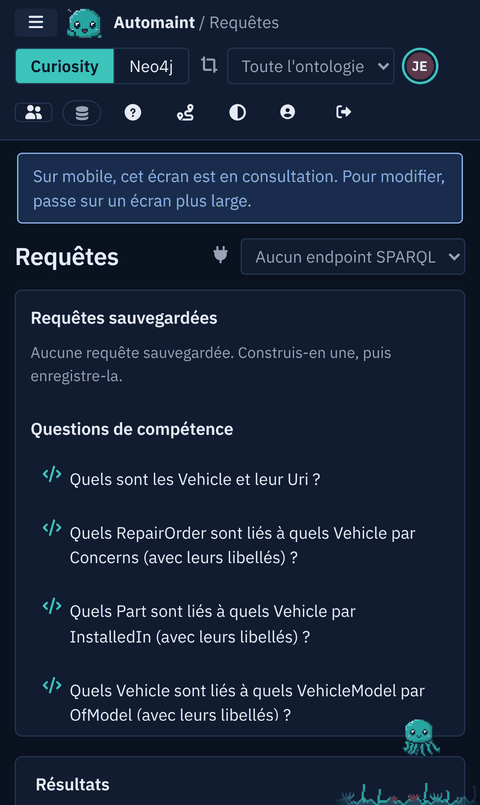 Automaint / Requêtes
Curiosity
Neo4j
Toute l'ontologie
JE
Sur mobile, cet écran est en consultation. Pour modifier,
passe sur un écran plus large.
Requêtes
Aucun endpoint SPARQL
Requêtes sauvegardées
Aucune requête sauvegardée. Construis-en une, puis
enregistre-la.
Questions de compétence
</> Quels sont les Vehicle et leur Uri ?
</> Quels RepairOrder sont liés à quels Vehicle par
Concerns (avec leurs libellés) ?
</> Quels Part sont liés à quels Vehicle par
InstalledIn (avec leurs libellés) ?
</> Quels Vehicle sont liés à quels VehicleModel par
OfModel (avec leurs libellés) ?
Résultats